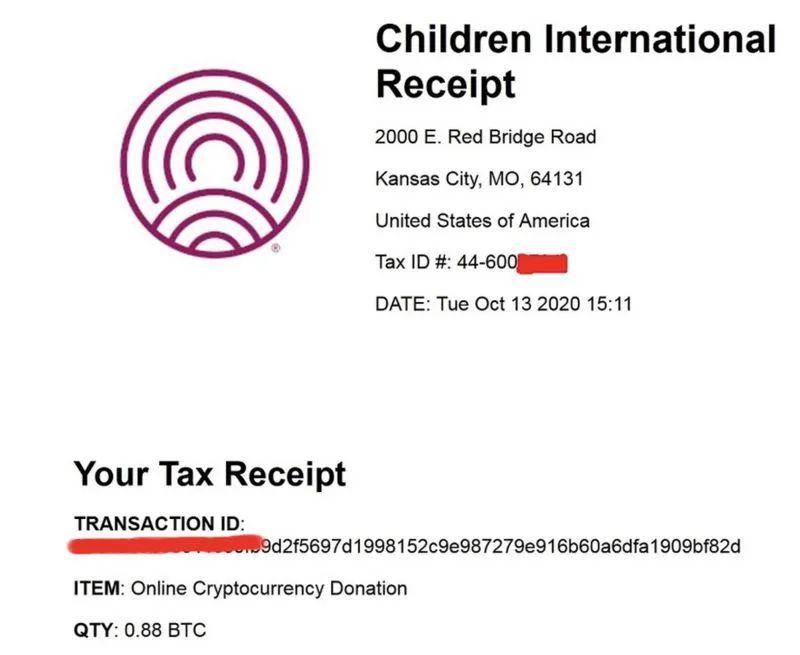 Children International
Receipt
2000 E. Red Bridge Road
Kansas City, MO, 64131
United States of America
Tax ID #: 44-600
DATE: Tue Oct 13 2020 15:11
®
Your Tax Receipt
TRANSACTION ID:
9d2f5697d1998152c9e987279e916b60a6dfa1909bf82d
ITEM: Online Cryptocurrency Donation
QTY: 0.88 BTC